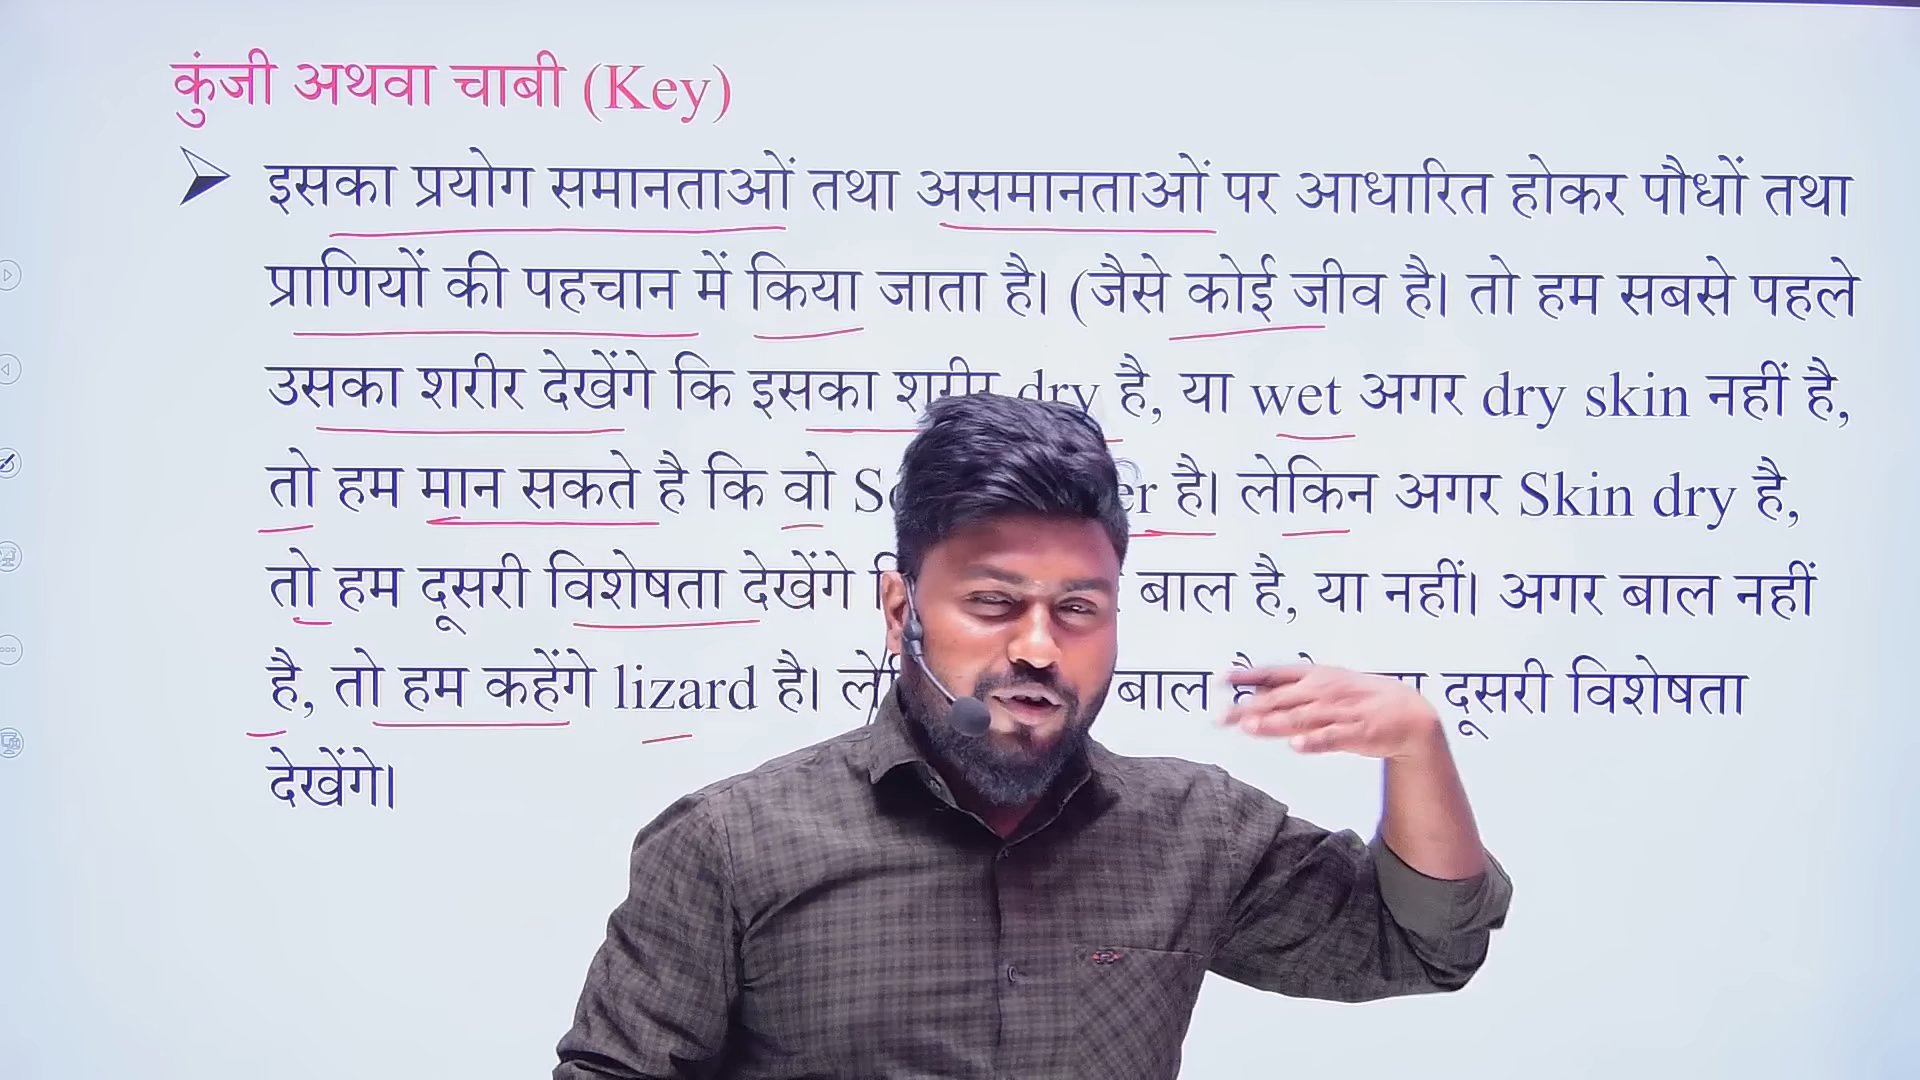 कुंजी अथवा चाबी (Key)
इसका प्रयोग समानताओं तथा असमानताओं पर आधारित होकर पौधों तथा
प्राणियों की पहचान में किया जाता है। (जैसे कोई जीव है। तो हम सबसे पहले
उसका शरीर देखेंगे कि इसका शरीर dry है, या wet अगर dry skin नहीं है,
तो हम मान सकते है कि वो है। लेकिन अगर Skin dry है,
तो हम दूसरी विशेषता देखेंगे बाल है, या नहीं। अगर बाल नहीं
है, तो हम कहेंगे lizard है। बाल दूसरी विशेषता
देखेंगे।